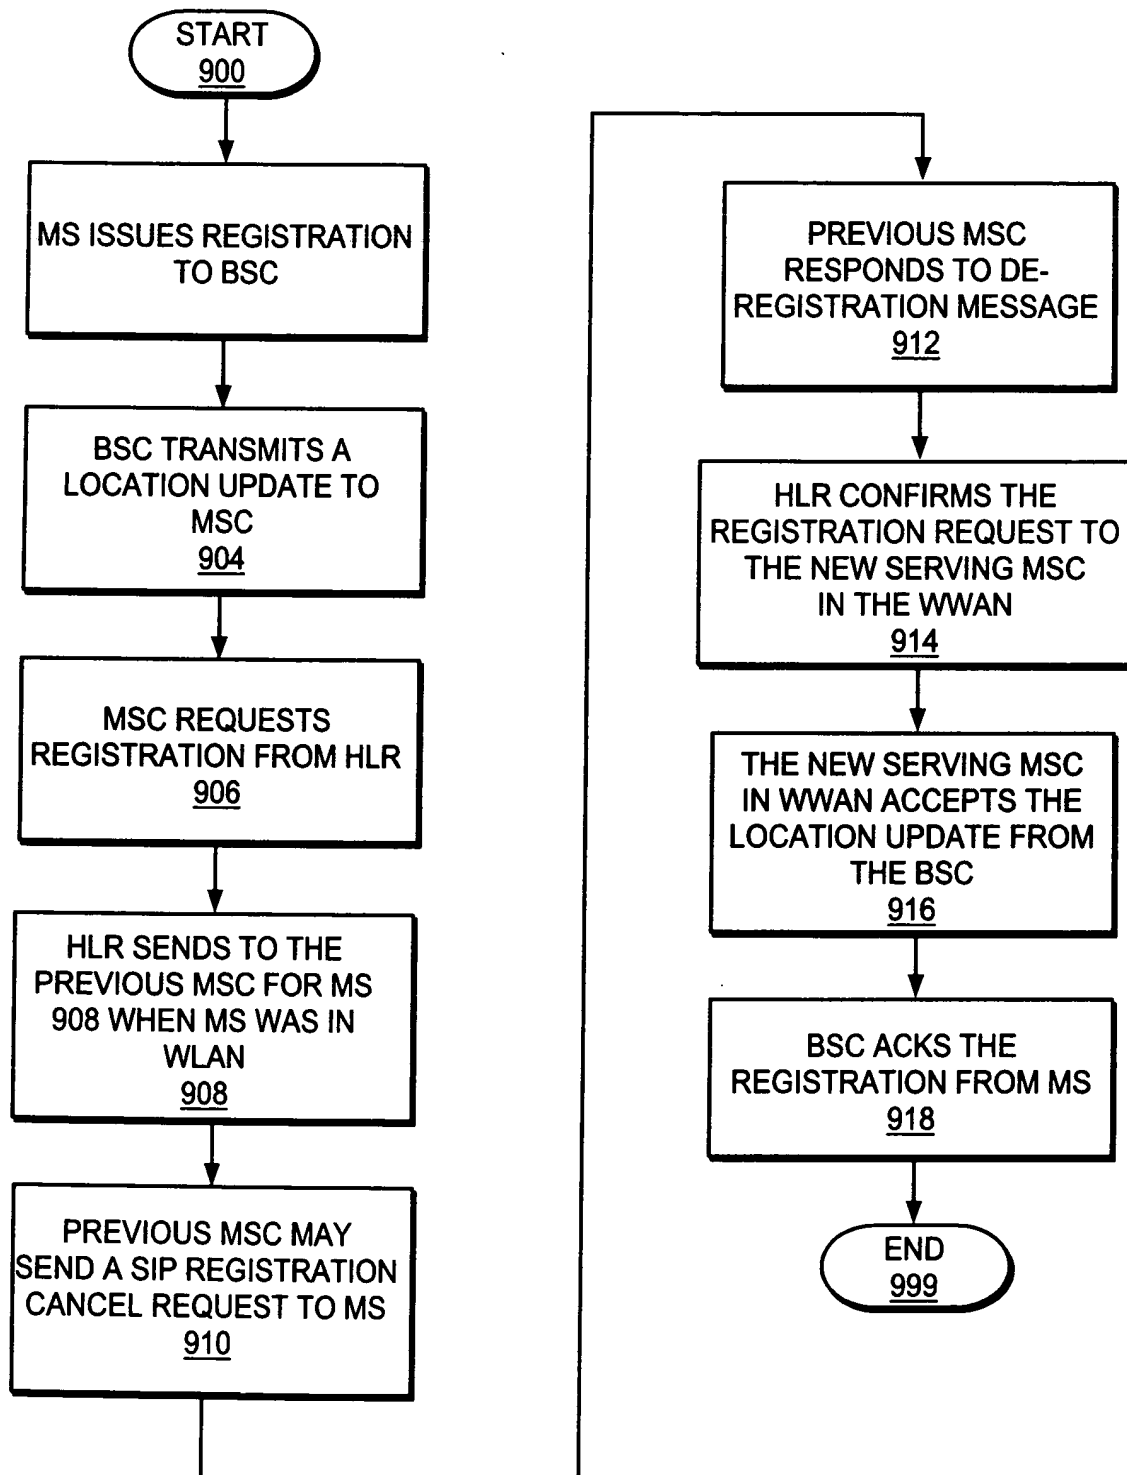 START
900
MS ISSUES REGISTRATION
TO BSC
BSC TRANSMITS A
LOCATION UPDATE TO
MSC
904
MSC REQUESTS
REGISTRATION FROM HLR
906
HLR SENDS TO THE
PREVIOUS MSC FOR MS
908 WHEN MS WAS IN
WLAN
908
PREVIOUS MSC MAY
SEND A SIP REGISTRATION
CANCEL REQUEST TO MS
910
PREVIOUS MSC
RESPONDS TO DE-
REGISTRATION MESSAGE
912
HLR CONFIRMS THE
REGISTRATION REQUEST TO
THE NEW SERVING MSC
IN THE WWAN
914
THE NEW SERVING MSC
IN WWAN ACCEPTS THE
LOCATION UPDATE FROM
THE BSC
916
BSC ACKS THE
REGISTRATION FROM MS
918
END
999